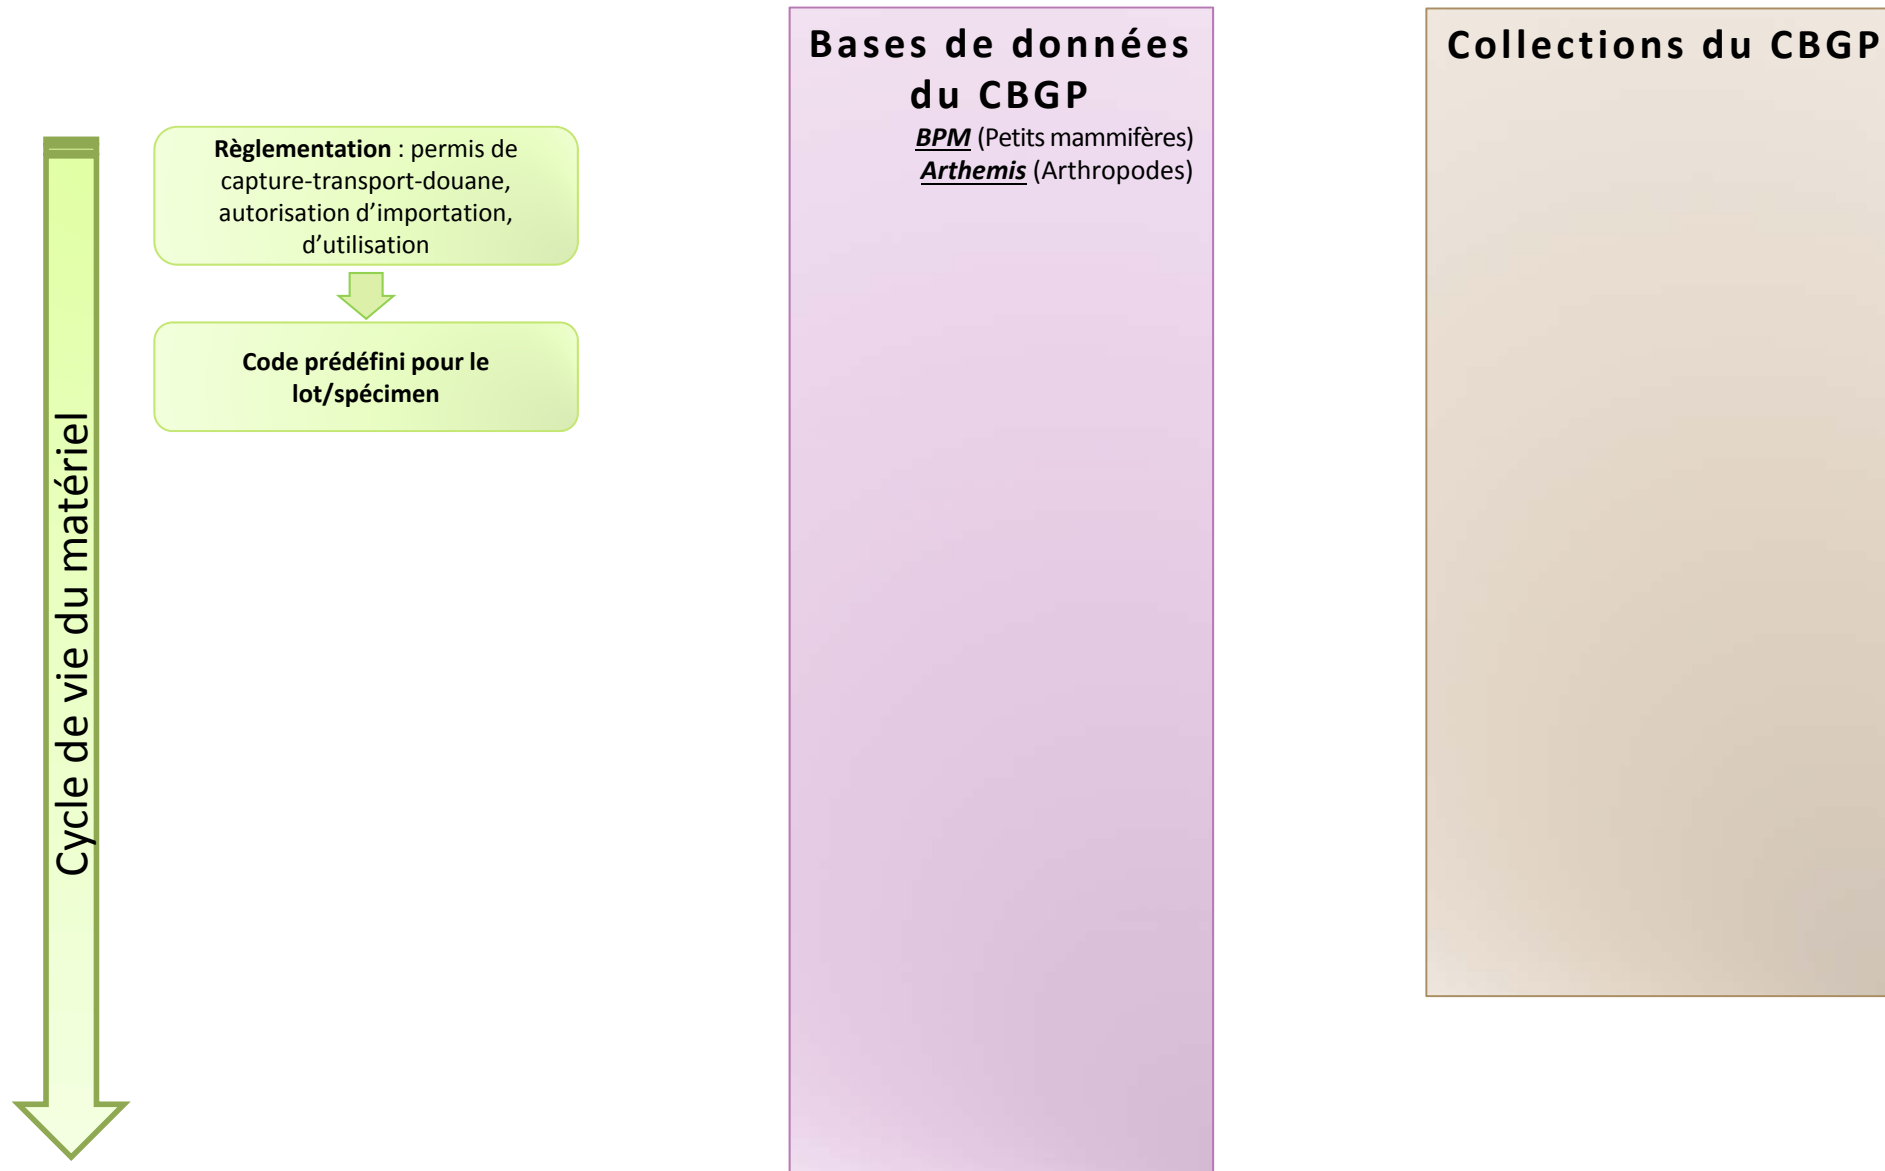 Bases de données
du CBGP
BPM (Petits mammifères)
Arthemis (Arthropodes)
Collections du CBGP
Règlementation : permis de
capture-transport-douane,
autorisation d’importation,
d’utilisation
Code prédéfini pour le
lot/spécimen
Cycle de vie du matériel